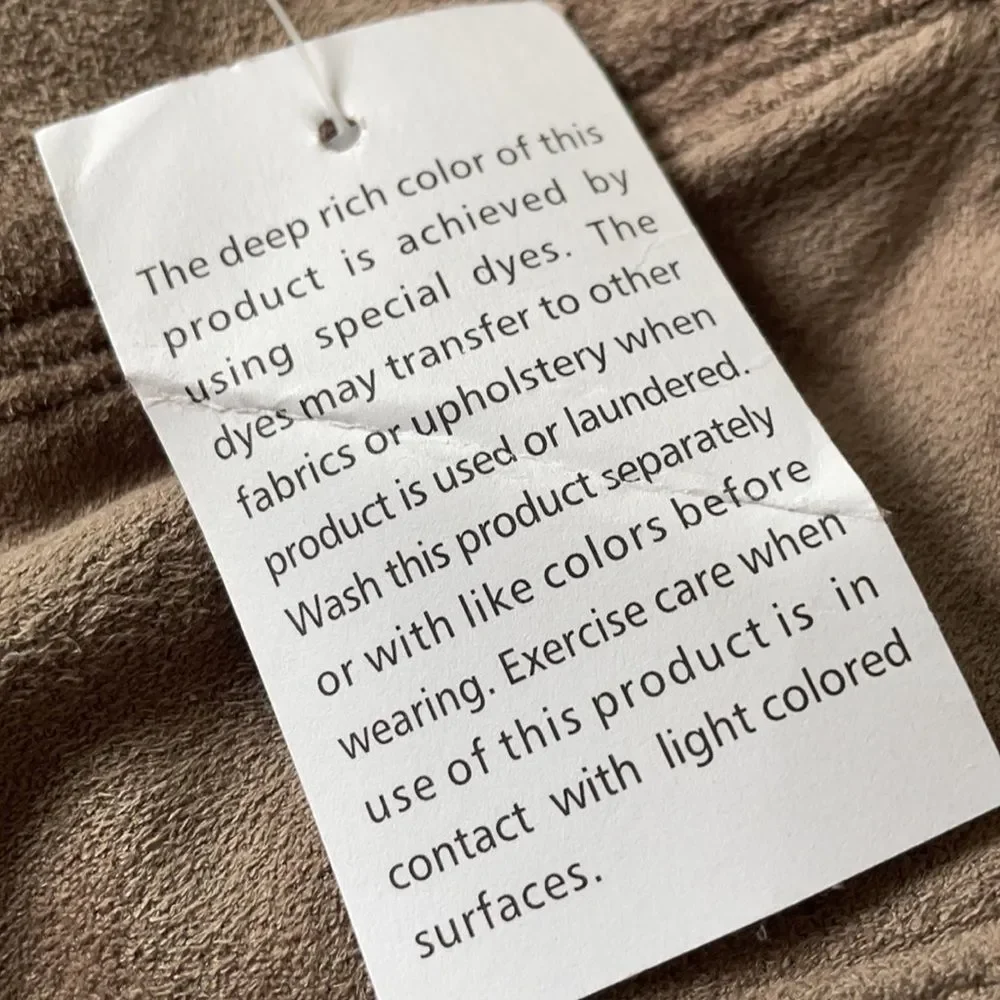 The deep rich color of this
product is achieved by
using special dyes. The
dyes may transfer to other
fabrics or upholstery when
product is used or laundered.
Wash this product separately
or with like colors before
wearing. Exercise care when
use of this product is in
contact with light colored
surfaces.